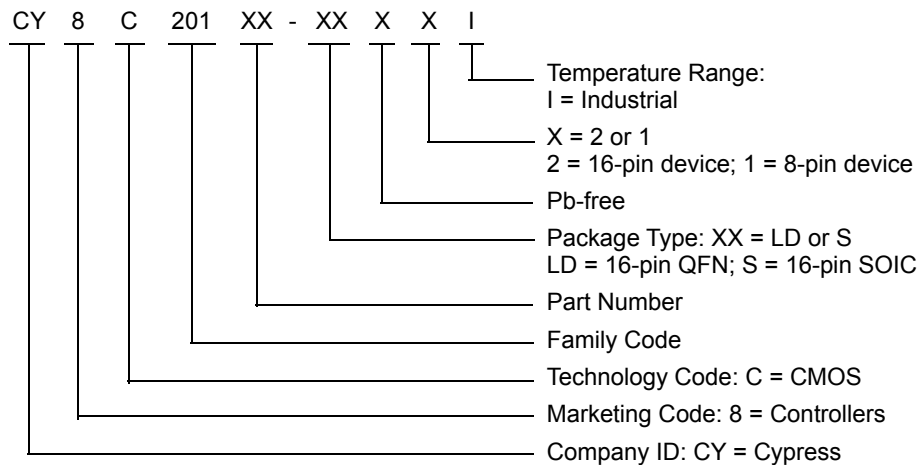 CY 8 C 201 XX - XX X X I
Temperature Range:
I = Industrial
X = 2 or 1
2 = 16-pin device; 1 = 8-pin device
Pb-free
Package Type: XX = LD or S
LD = 16-pin QFN; S = 16-pin SOIC
Part Number
Family Code
Technology Code: C = CMOS
Marketing Code: 8 = Controllers
Company ID: CY = Cypress